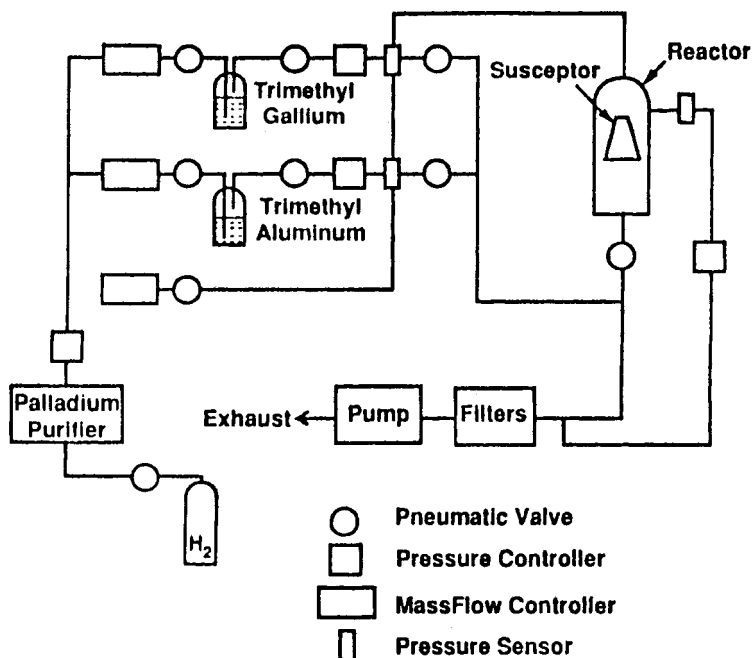 Susceptor
Reactor
Trimethyl
Gallium
Trimethyl
Aluminum
Palladium
Purifier
Exhaust
Pump
Filters
H2
Pneumatic Valve
Pressure Controller
MassFlow Controller
Pressure Sensor